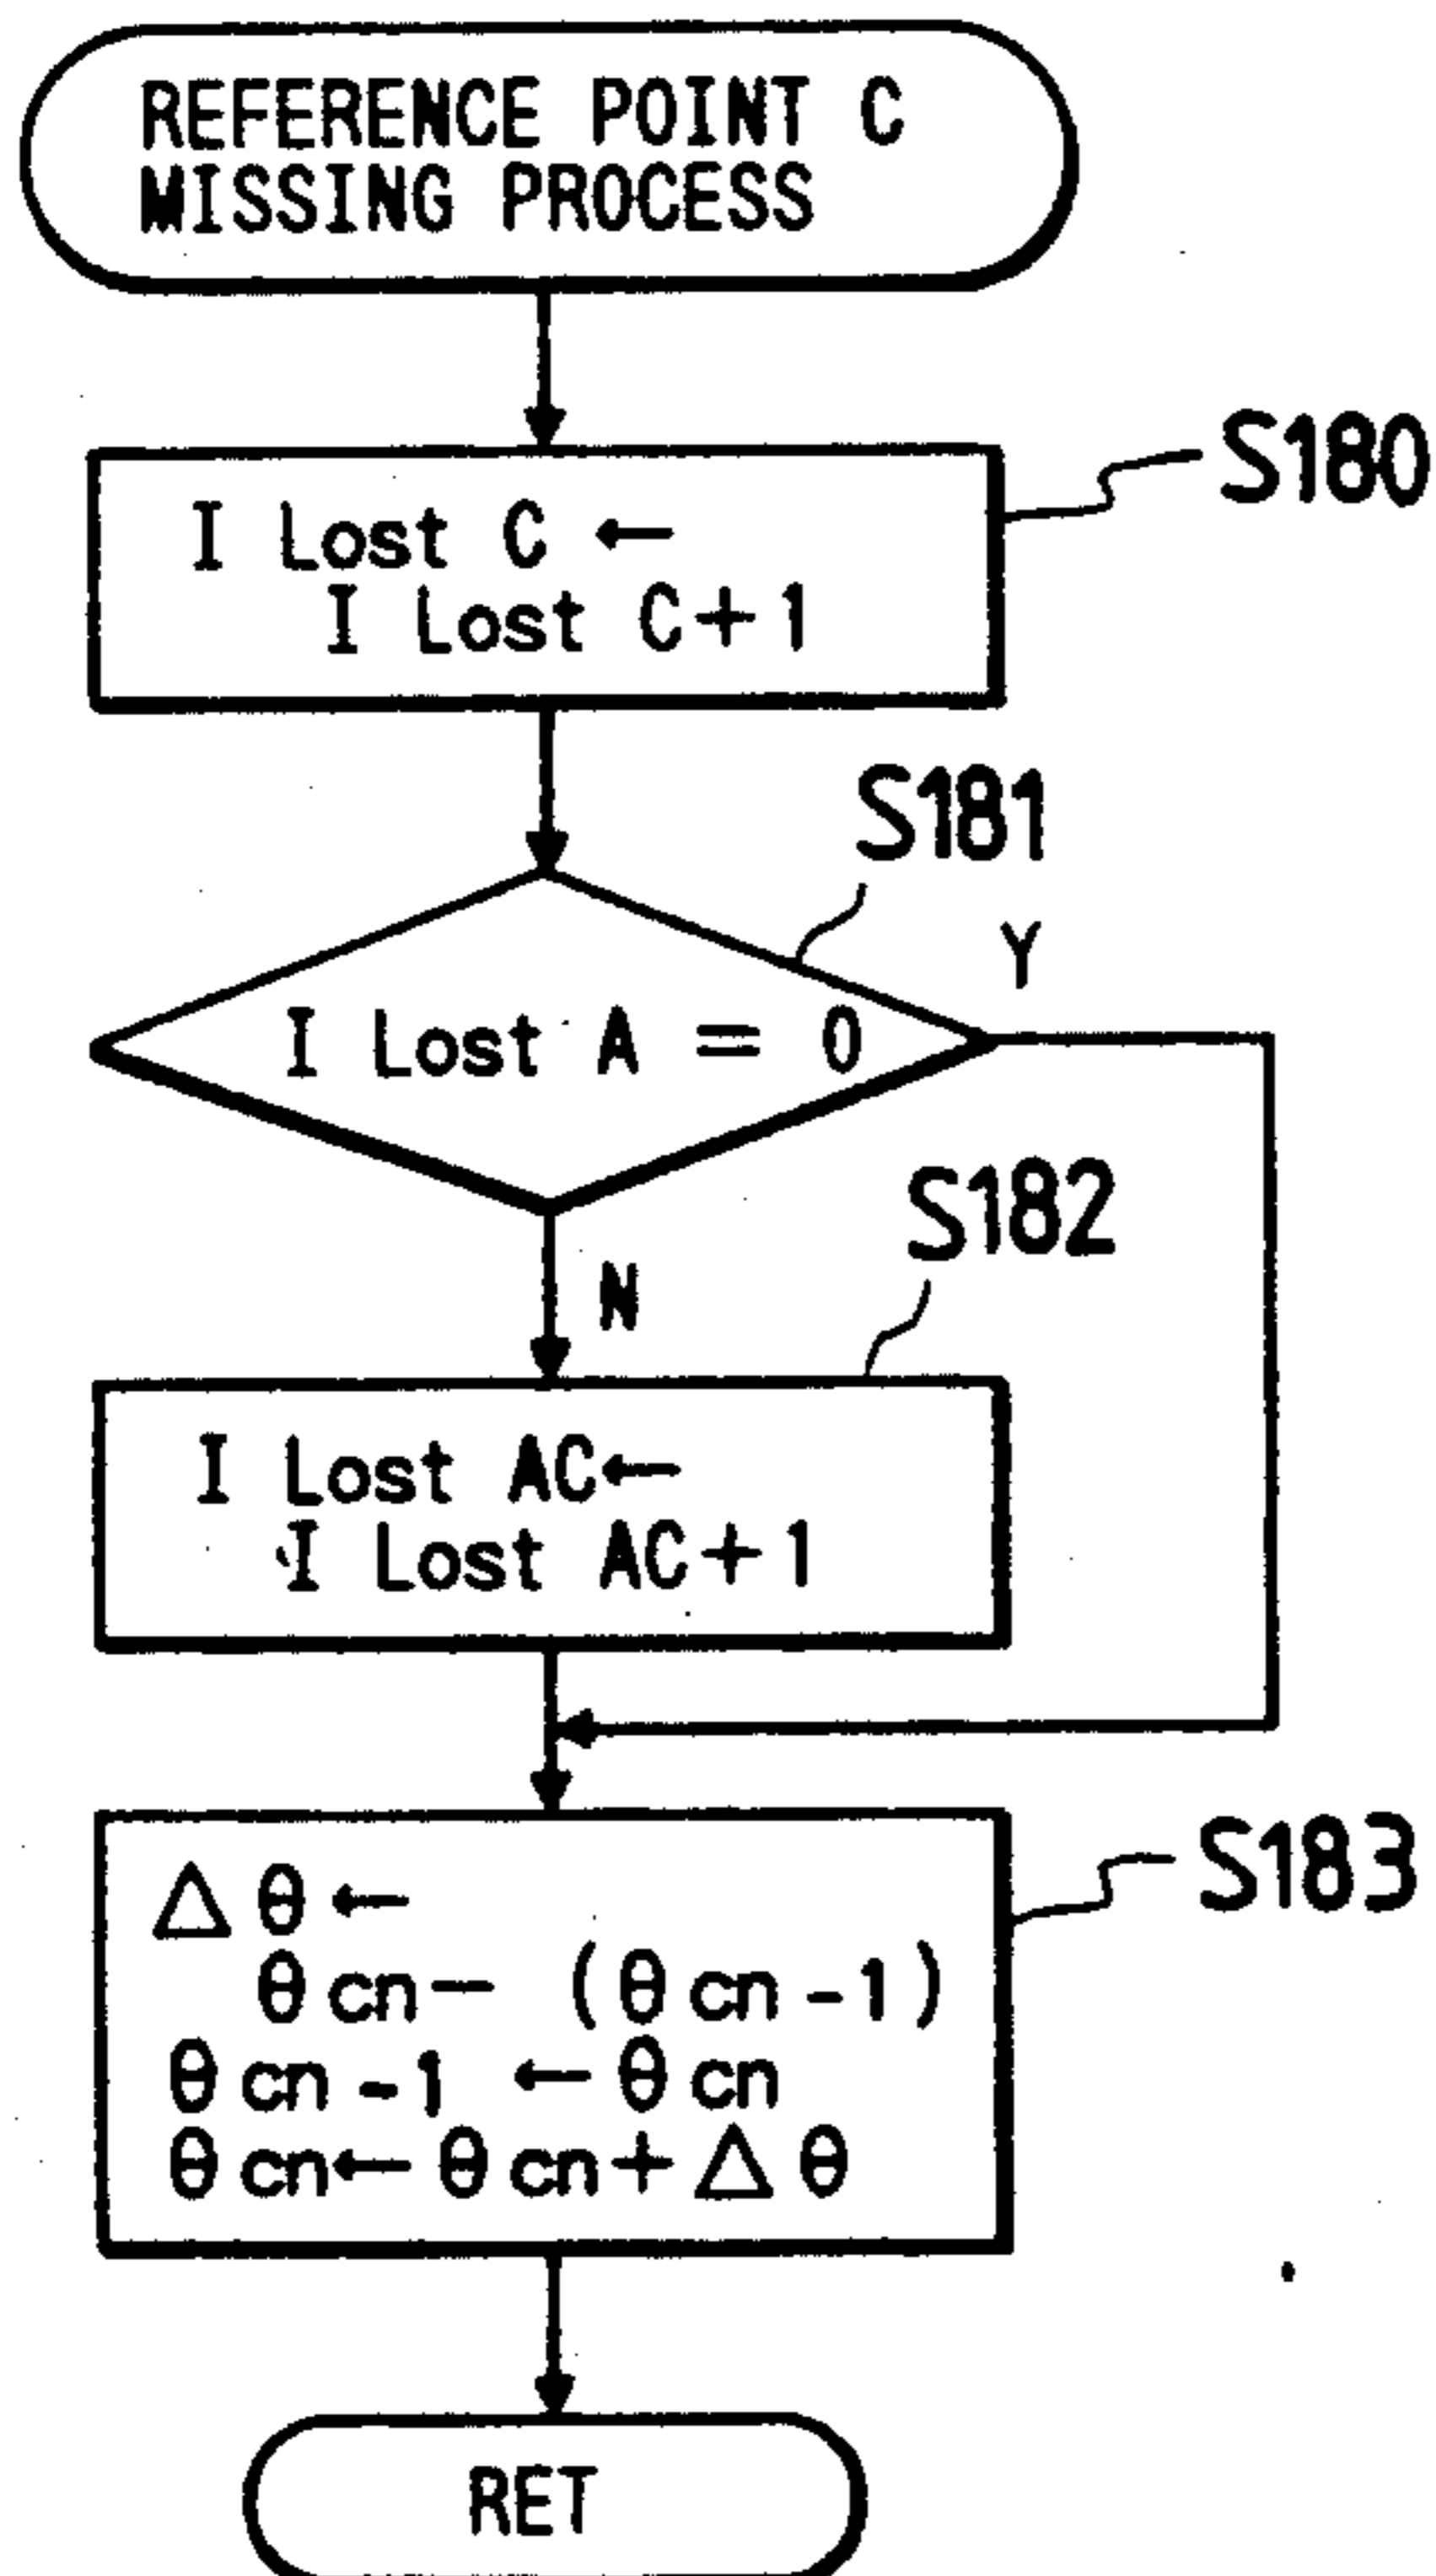 REFERENCE POINT C
MISSING PROCESS
S180
I Lost C ←
I Lost C+1
S181
Y
I Lost A = 0
S182
N
I Lost AC←
I Lost AC+1
S183
Δθ←
θcn- (θcn-1)
θcn-1 ←θcn
θcn←θcn+Δθ
RET